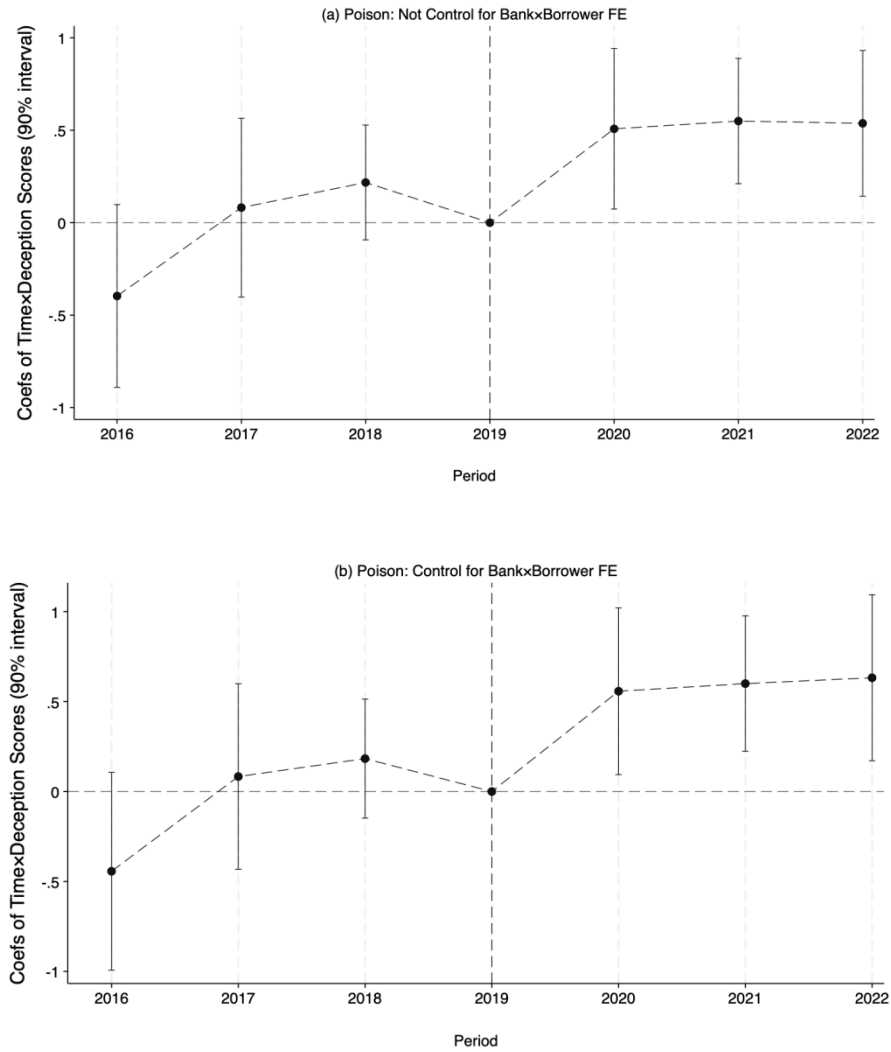 (a) Poison: Not Control for Bank×Borrower FE
Coefs of Time×Deception Scores (90% interval)
1
.5
0
-.5
-1
2016 2017 2018 2019 2020 2021 2022
Period
(b) Poison: Control for Bank×Borrower FE
Coefs of Time×Deception Scores (90% interval)
1
.5
0
-.5
-1
2016 2017 2018 2019 2020 2021 2022
Period